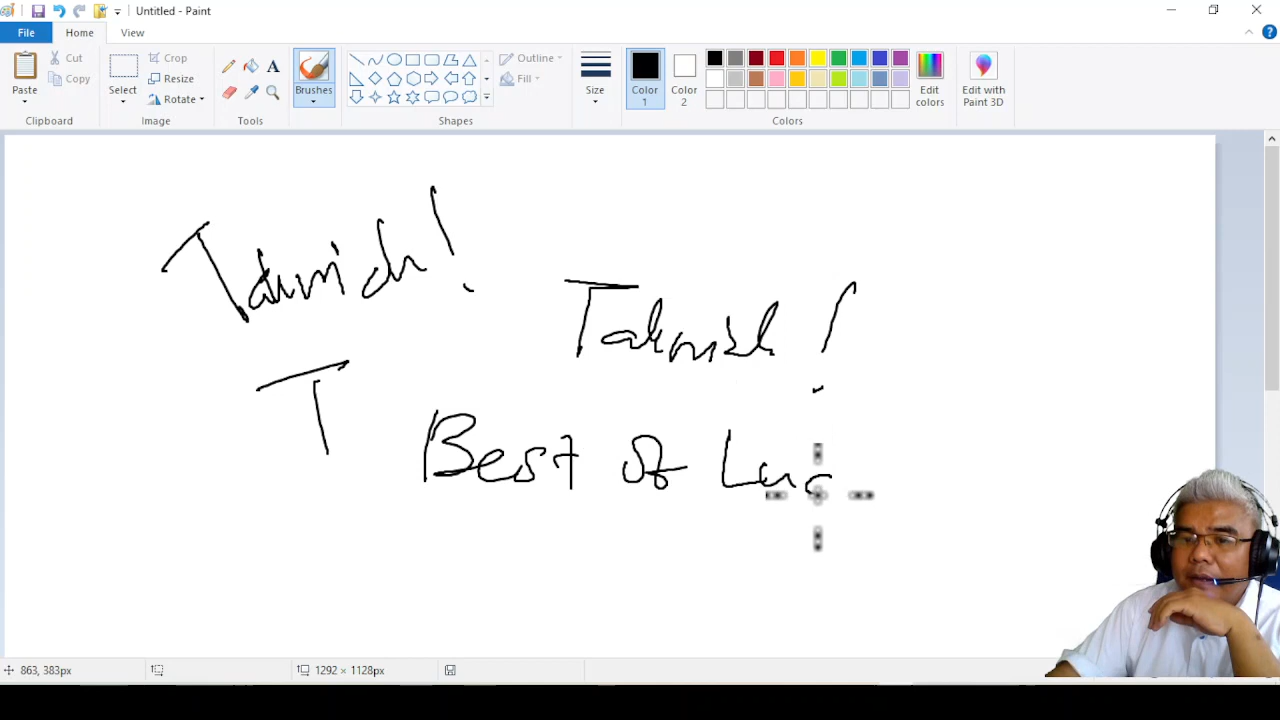 Untitled - Paint
File Home View
Paste
Cut
Copy
Clipboard
Select
Crop
Resize
Rotate
Image
A
Tools
Brushes
Shapes
Outline
Fill
Size
Color 1
Color 2
Colors
Edit colors
Edit with Paint 3D
T
Best of Luc
863, 383px
1292 × 1128px